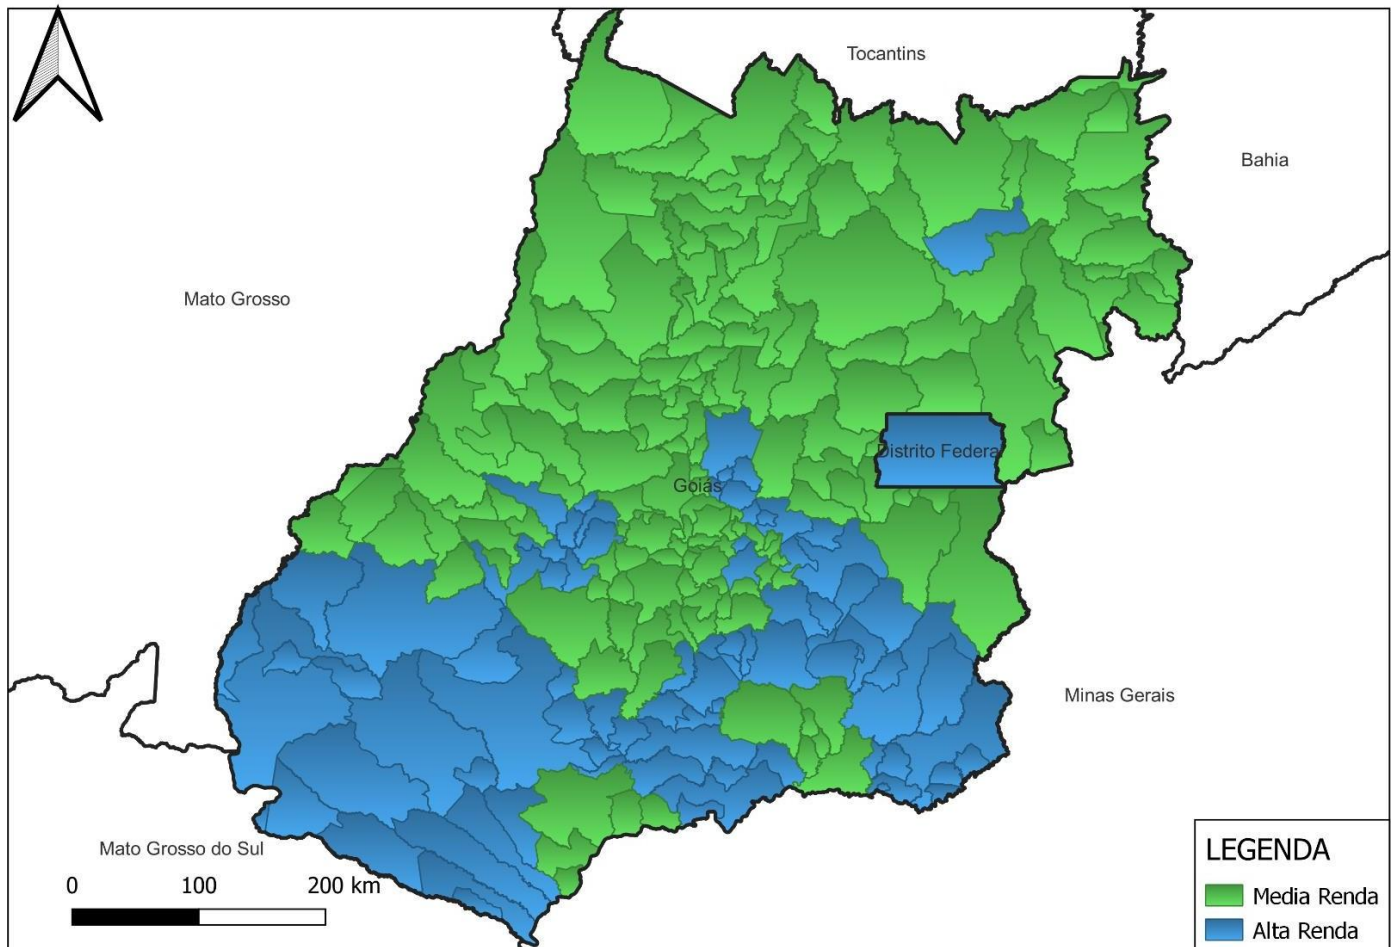 Tocantins
Bahia
Mato Grosso
Distrito Federal
Goiás
Minas Gerais
Mato Grosso do Sul
0 100 200 km
LEGENDA
Media Renda
Alta Renda